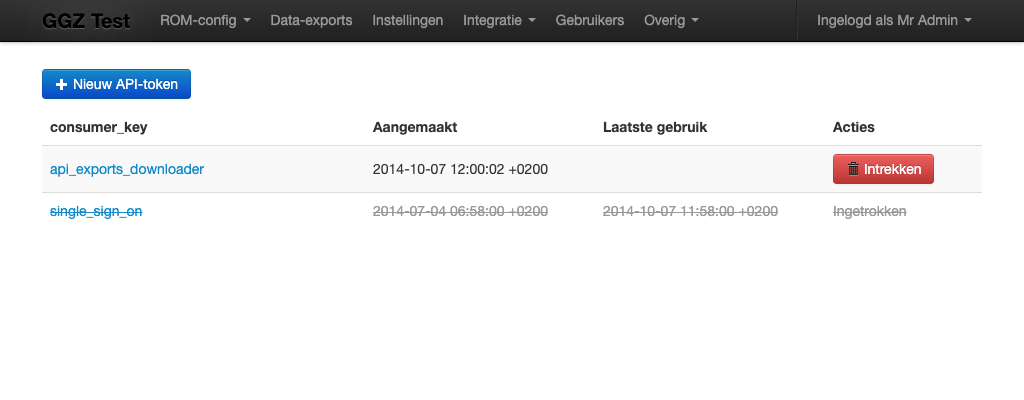 GGZ Test ROM-config Data-exports Instellingen Integratie Gebruikers Overig Ingelogd als Mr Admin
Nieuw API-token
consumer_key Aangemaakt Laatste gebruik Acties
api_exports_downloader 2014-10-07 12:00:02 +0200 Intrekken
single_sign_on 2014-07-04 06:58:00 +0200 2014-10-07 11:58:00 +0200 Ingetrokken